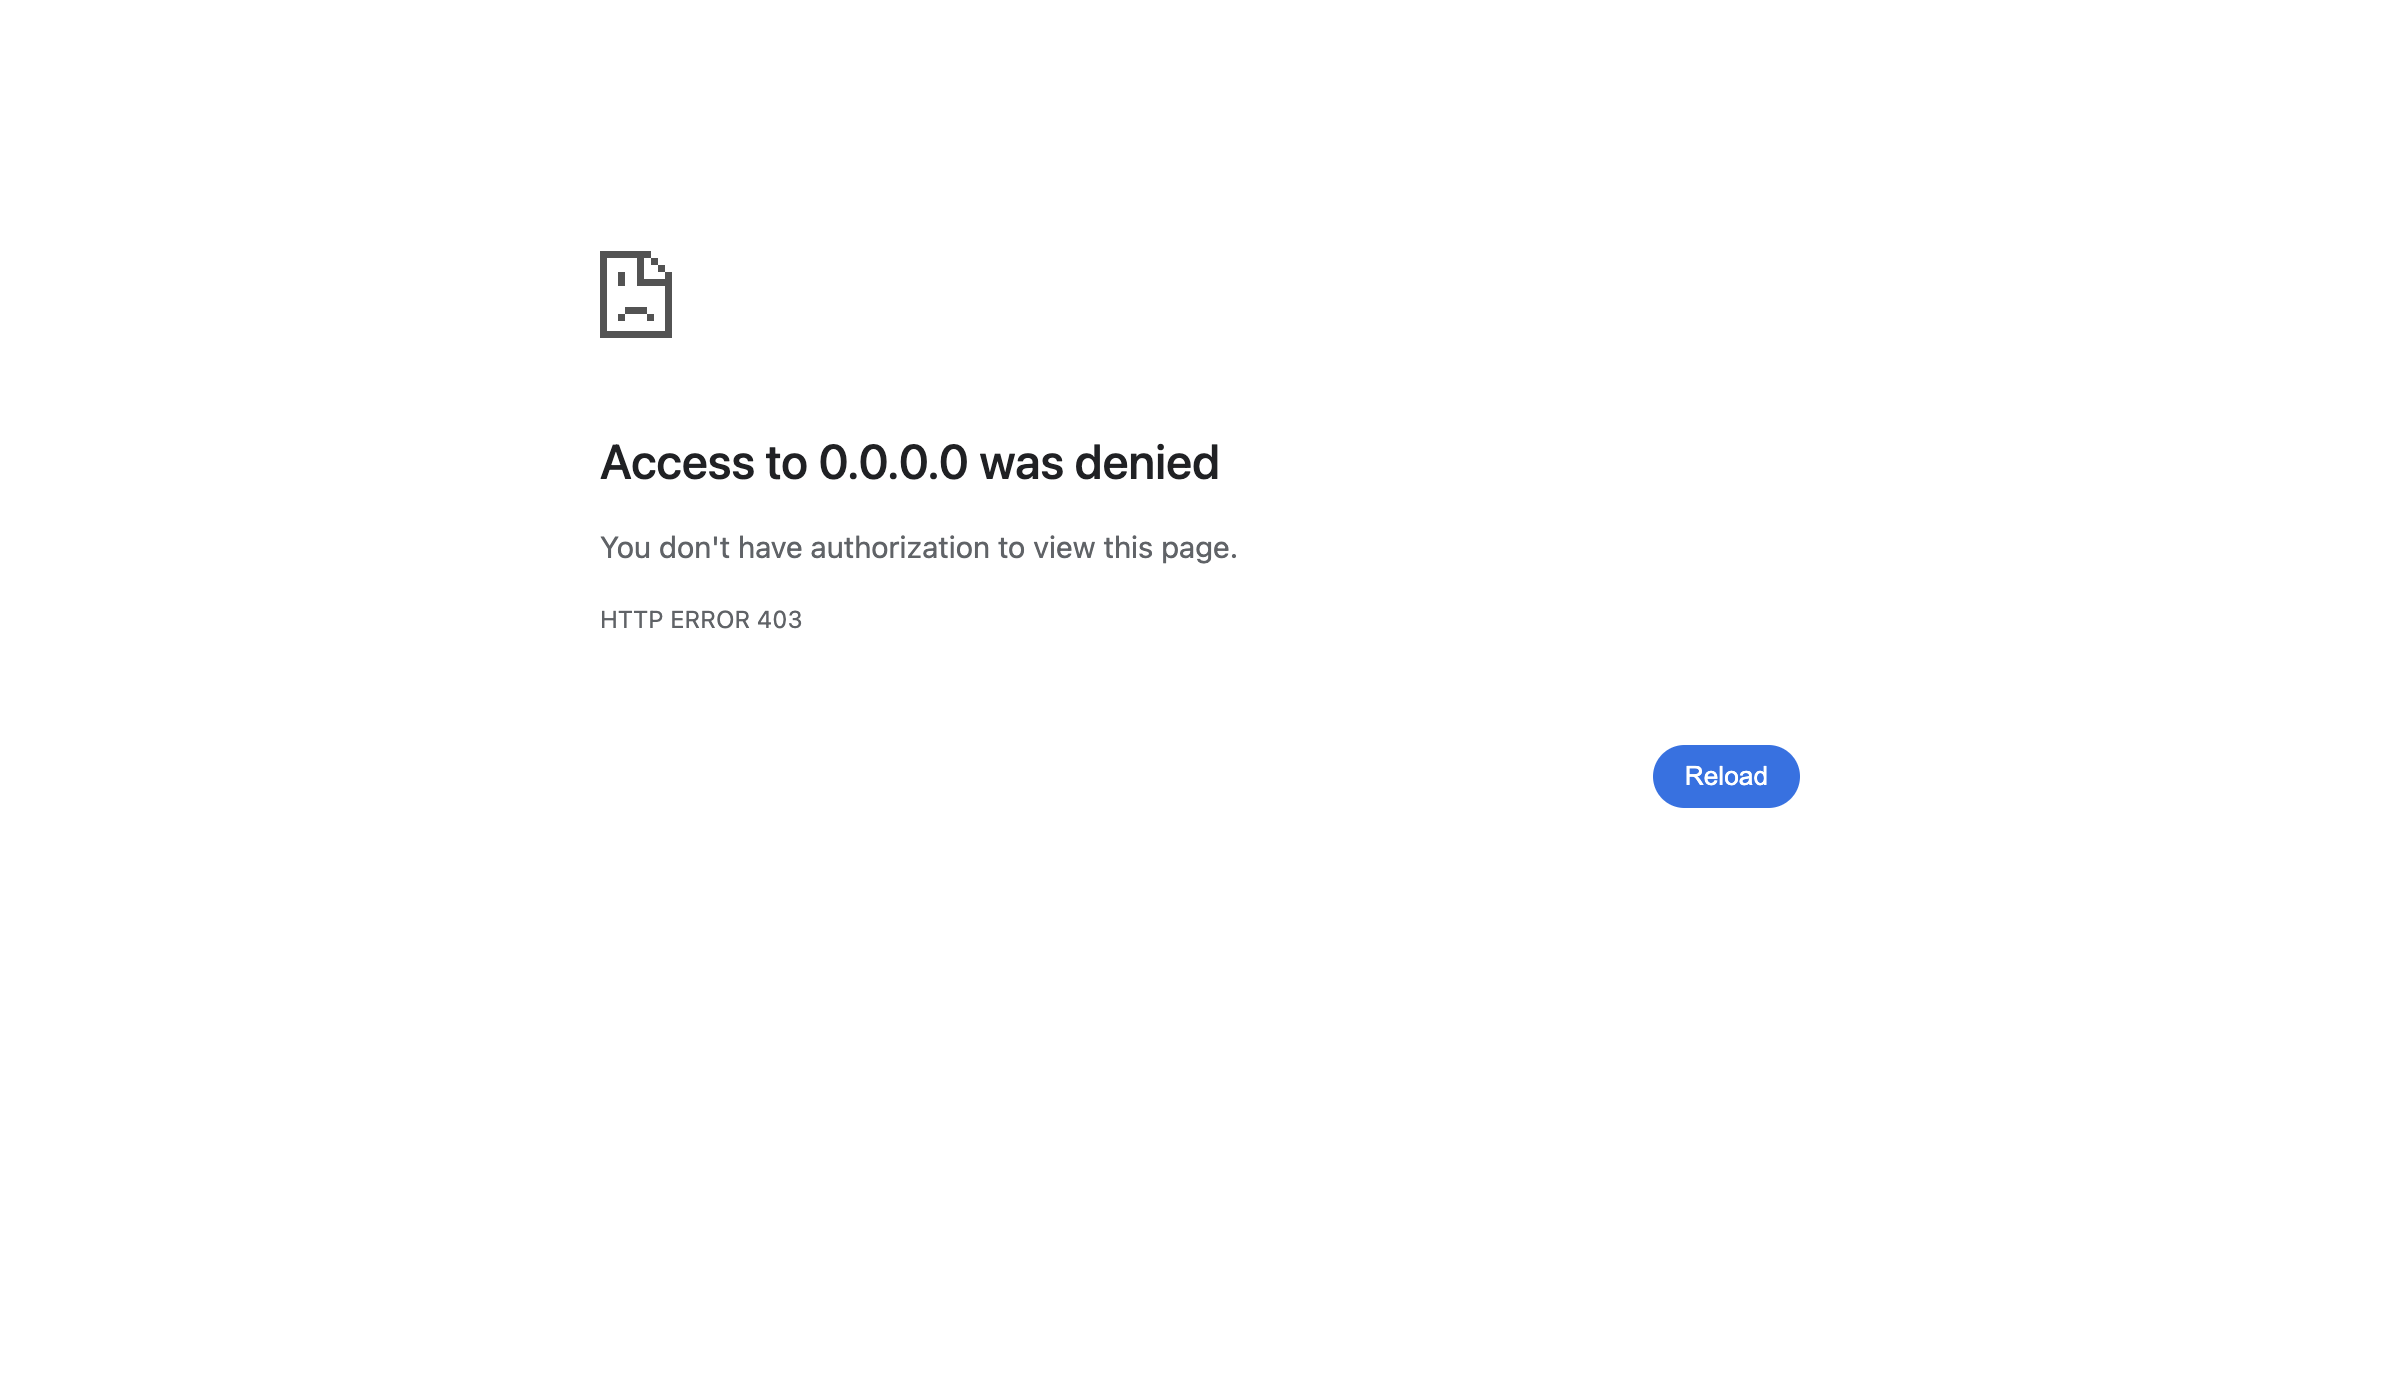 Access to 0.0.0.0 was denied
You don't have authorization to view this page.
HTTP ERROR 403
Reload